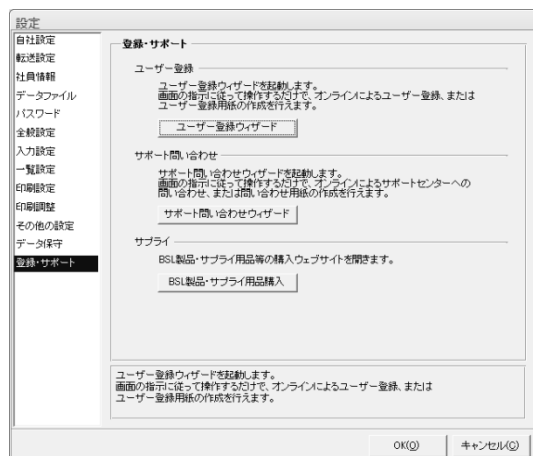 設定
自社設定
転送設定
社員情報
データファイル
パスワード
全般設定
入力設定
一覧設定
印刷設定
印刷調整
その他の設定
データ保守
登録・サポート
登録・サポート
ユーザー登録
ユーザー登録ウィザードを起動します。
画面の指示に従って操作するだけで、オンラインによるユーザー登録、または
ユーザー登録用紙の作成を行えます。
ユーザー登録ウィザード
サポート問い合わせ
サポート問い合わせウィザードを起動します。
画面の指示に従って操作するだけで、オンラインによるサポートセンターへの
問い合わせ、または問い合わせ用紙の作成を行えます。
サポート問い合わせウィザード
サプライ
BSL製品・サプライ用品等の購入ウェブサイトを開きます。
BSL製品・サプライ用品購入
ユーザー登録ウィザードを起動します。
画面の指示に従って操作するだけで、オンラインによるユーザー登録、または
ユーザー登録用紙の作成を行えます。
OK(O)
キャンセル(C)